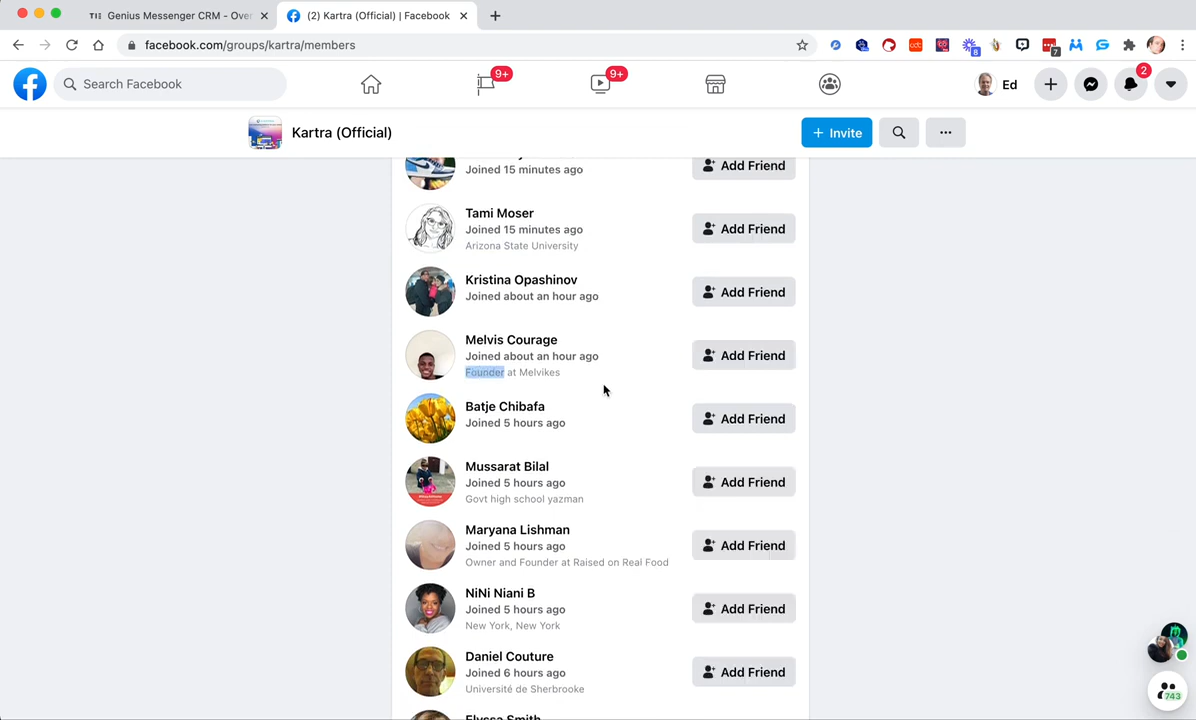 Genius Messenger CRM - Over
(2) Kartra (Official) | Facebook
facebook.com/groups/kartra/members
8
7
Search Facebook
9+
9+
Ed
2
Kartra (Official)
+ Invite
Joined 15 minutes ago
Add Friend
Tami Moser
Joined 15 minutes ago
Arizona State University
Add Friend
Kristina Opashinov
Joined about an hour ago
Add Friend
Melvis Courage
Joined about an hour ago
Founder at Melvikes
Add Friend
Batje Chibafa
Joined 5 hours ago
Add Friend
Mussarat Bilal
Joined 5 hours ago
Govt high school yazman
Add Friend
Maryana Lishman
Joined 5 hours ago
Owner and Founder at Raised on Real Food
Add Friend
NiNi Niani B
Joined 5 hours ago
New York, New York
Add Friend
Daniel Couture
Joined 6 hours ago
Université de Sherbrooke
Add Friend
Elyssa Smith
743